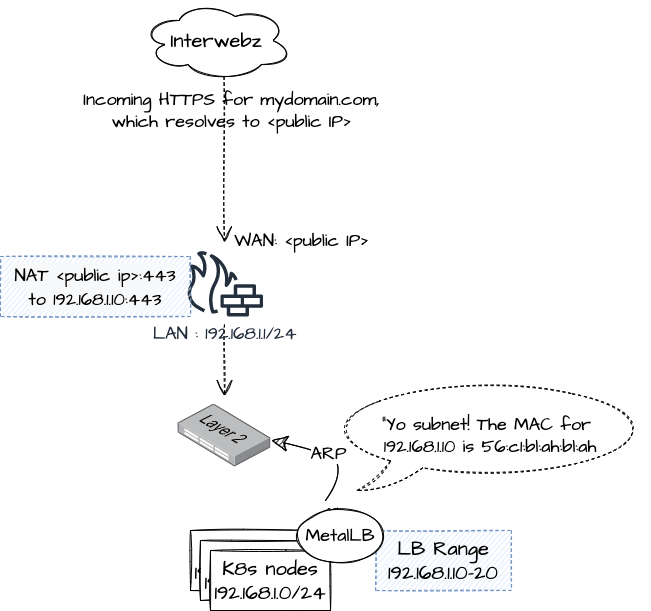 Interwebz
Incoming HTTPS for mydomain.com,
which resolves to <public IP>
WAN: <public IP>
NAT <public ip>:443
to 192.168.1.10:443
LAN : 192.168.1.1/24
Layer 2
"Yo subnet! The MAC for
192.168.1.10 is 56:c1:b1:ah:b1:ah
ARP
MetalLB
LB Range
192.168.1.10-20
K8s nodes
192.168.1.0/24